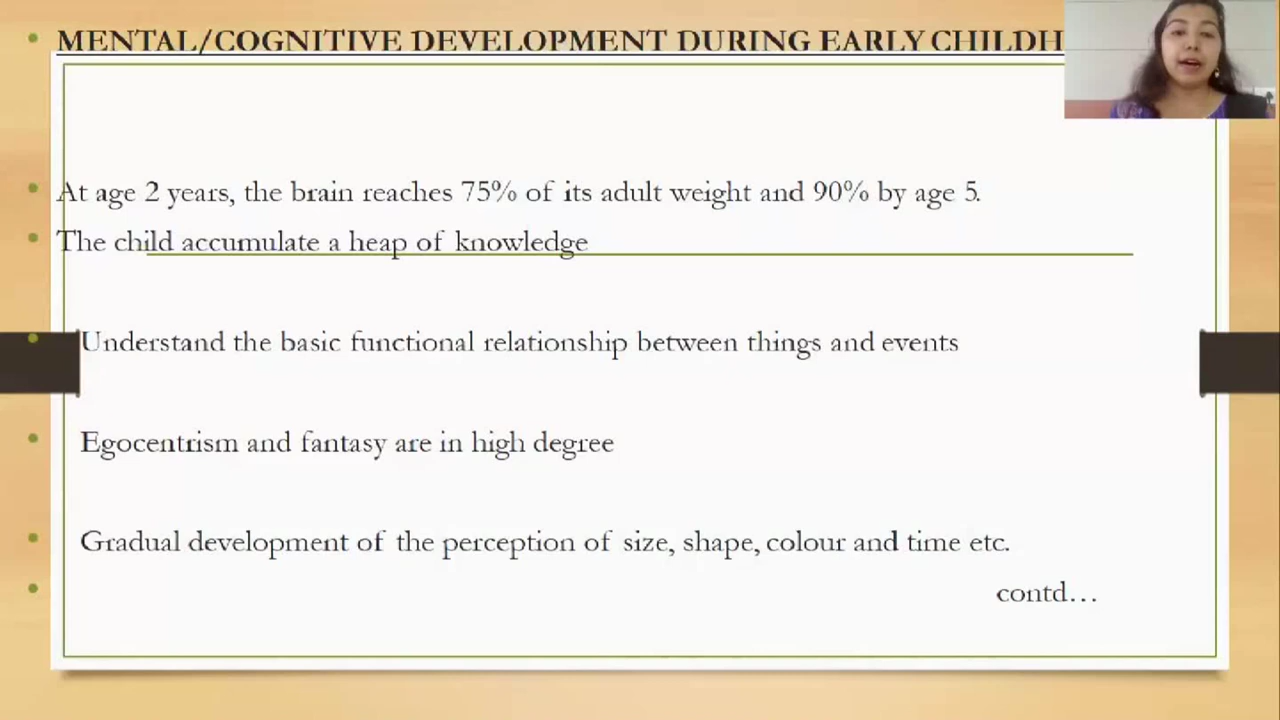 MENTAL/COGNITIVE DEVELOPMENT DURING EARLY
At age 2 years, the brain reaches 75% of its adult weight and 90% by age 5.
The child accumulate a heap of knowledge
Understand the basic functional relationship between things and events
Egocentrism and fantasy are in high degree
Gradual development of the perception of size, shape, colour and time etc.
contd…